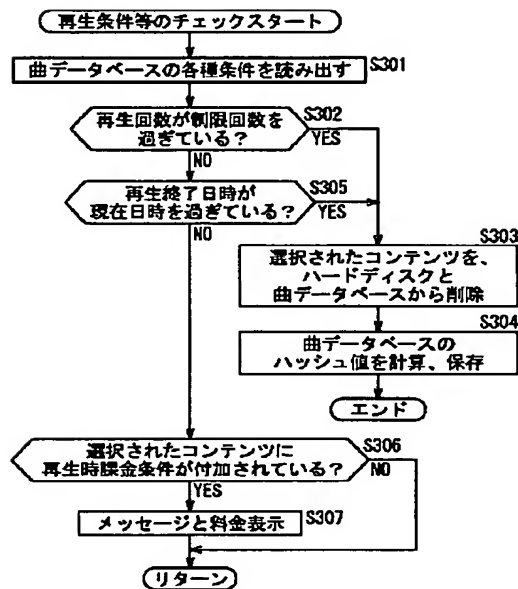 再生条件等のチェックスタート
曲データベースの各種条件を読み出す
S301
再生回数が制限回数を
過ぎている?
S302
YES
NO
再生終了日時が
現在日時を過ぎている?
S305
YES
NO
S303
選択されたコンテンツを、
ハードディスクと
曲データベースから削除
S304
曲データベースの
ハッシュ値を計算、保存
エンド
選択されたコンテンツに
再生時課金条件が付加されている?
S306
NO
YES
メッセージと料金表示
S307
リターン